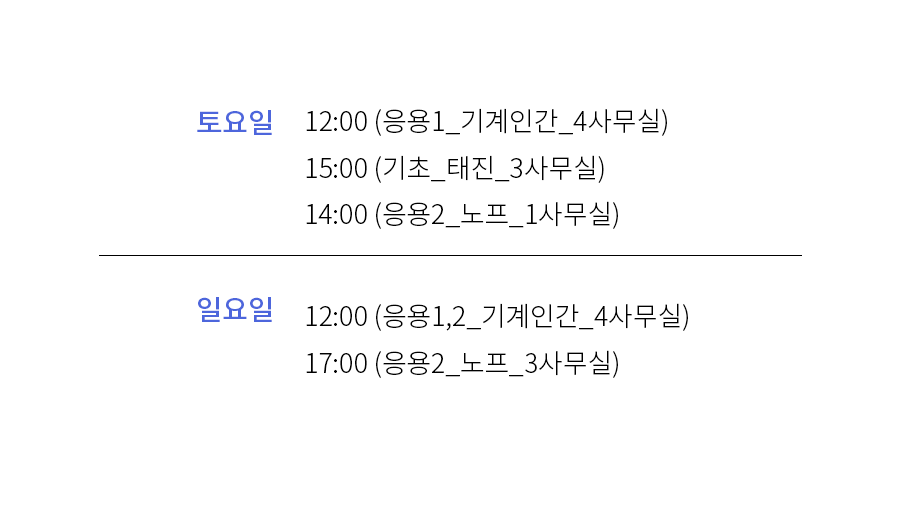 토요일 12:00 (응용1_기계인간_4사무실)
15:00 (기초_태진_3사무실)
14:00 (응용2_노프_1사무실)
일요일 12:00 (응용1,2_기계인간_4사무실)
17:00 (응용2_노프_3사무실)